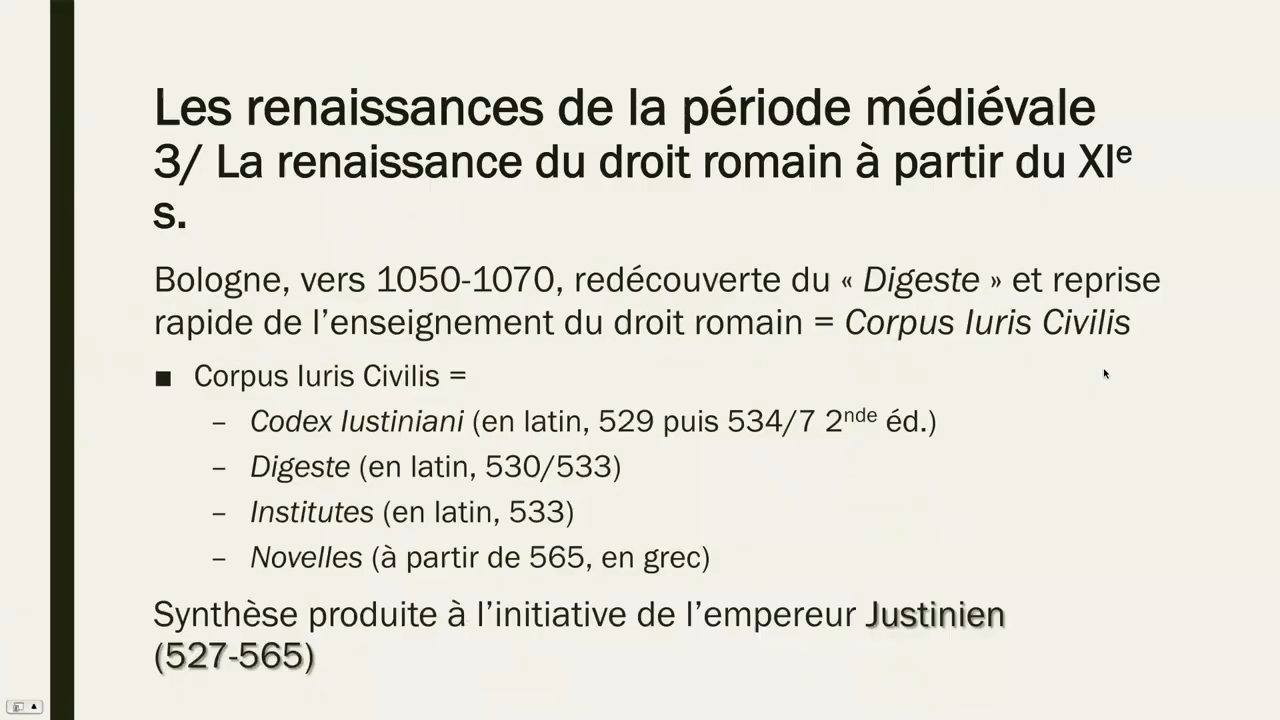 Les renaissances de la période médiévale
3/ La renaissance du droit romain à partir du XIe
s.
Bologne, vers 1050-1070, redécouverte du « Digeste » et reprise
rapide de l’enseignement du droit romain = Corpus Iuris Civilis
■ Corpus Iuris Civilis =
– Codex Iustiniani (en latin, 529 puis 534/7 2nde éd.)
– Digeste (en latin, 530/533)
– Institutes (en latin, 533)
– Novelles (à partir de 565, en grec)
Synthèse produite à l’initiative de l’empereur Justinien
(527-565)